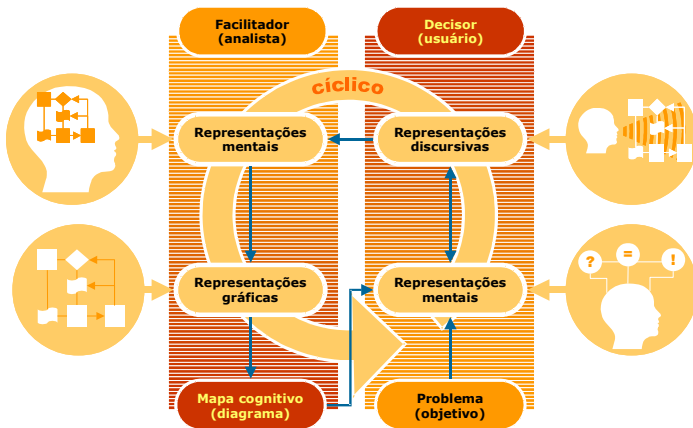 Facilitador
(analista)
Decisor
(usuário)
cíclico
Representações
mentais
Representações
discursivas
Representações
gráficas
Representações
mentais
?
=
!
Mapa cognitivo
(diagrama)
Problema
(objetivo)